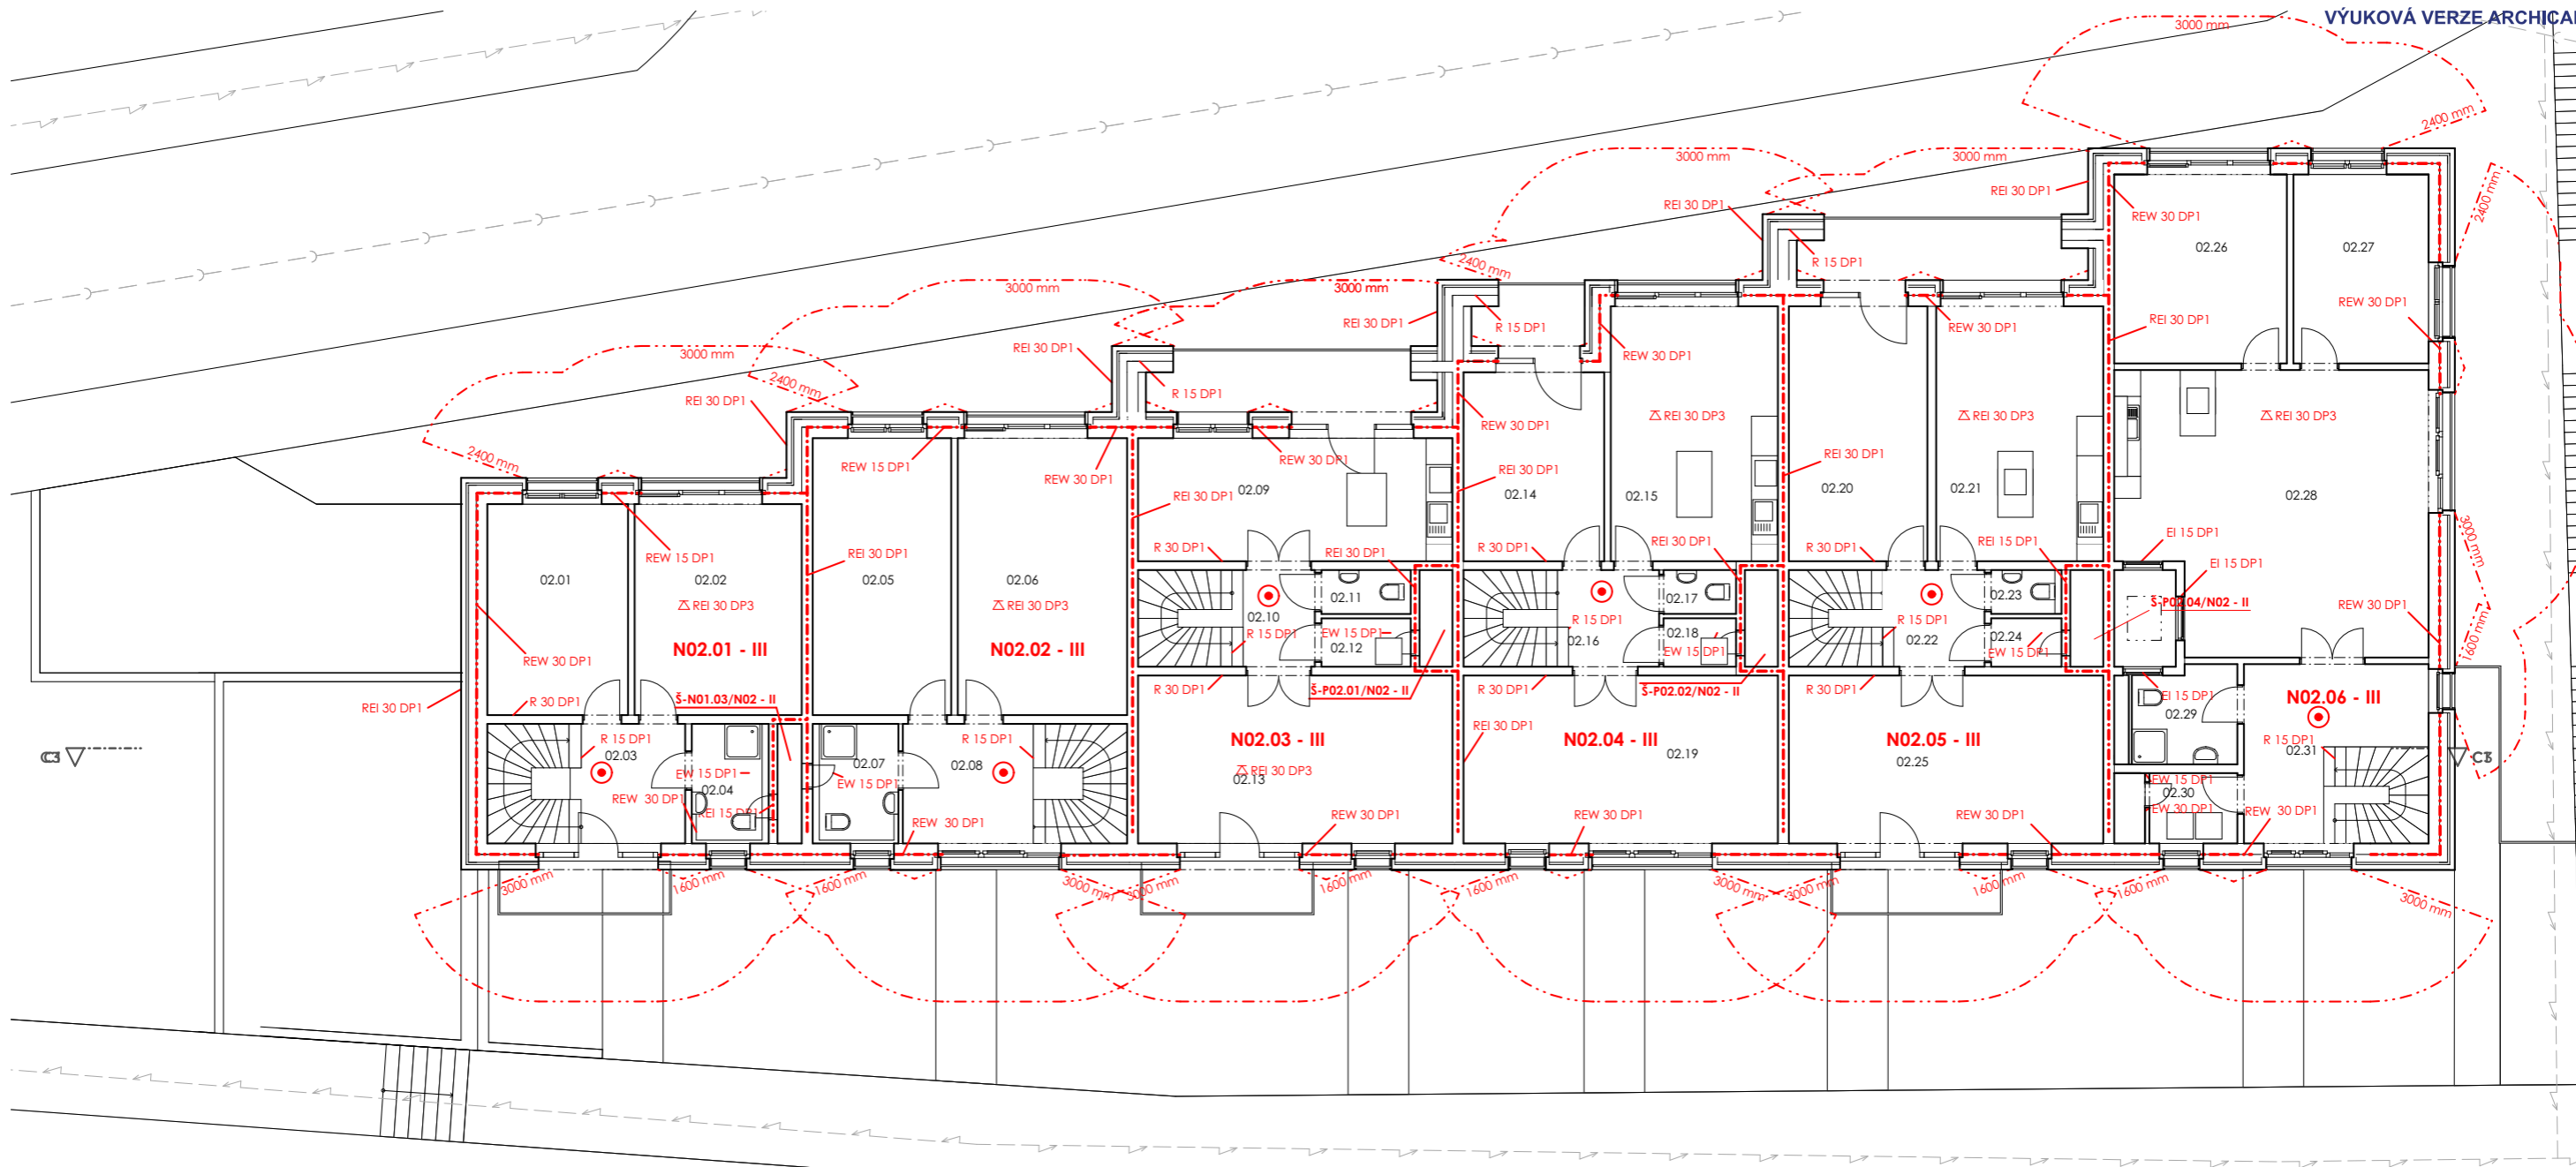 VÝUKOVÁ VERZE ARCHICAD
3000 mm
2400 mm
3000 mm
3000 mm
2400 mm
REI 30 DP1
REI 30 DP1
REW 30 DP1
02.26
02.27
2400 mm
R 15 DP1
3000 mm
3000 mm
REI 30 DP1
R 15 DP1
REW 30 DP1
REI 30 DP1
REW 30 DP1
3000 mm
REI 30 DP1
REW 30 DP1
2400 mm
R 15 DP1
REI 30 DP1
REI 30 DP3
REI 30 DP3
REI 30 DP3
REW 30 DP1
2400 mm
REW 15 DP1
REW 30 DP1
REW 30 DP1
REI 30 DP1
REI 30 DP1
REI 30 DP1
02.09
02.14
02.15
02.20
02.21
02.28
3000 mm
REW 15 DP1
REI 30 DP1
R 30 DP1
REI 30 DP1
R 30 DP1
REI 30 DP1
R 30 DP1
REI 15 DP1
EI 15 DP1
EI 15 DP1
02.01
02.02
02.05
02.06
REI 30 DP3
REI 30 DP3
02.11
02.10
02.17
02.23
Š-P02.04/N02 - II
REW 30 DP1
R 15 DP1
EW 15 DP1
02.12
R 15 DP1
02.16
02.18
EW 15 DP1
R 15 DP1
02.22
02.24
EW 15 DP1
1600 mm
N02.01 - III
N02.02 - III
REW 30 DP1
REI 30 DP1
R 30 DP1
Š-N01.03/N02 - II
R 30 DP1
Š-P02.01/N02 - II
R 30 DP1
Š-P02.02/N02 - II
R 30 DP1
EI 15 DP1
N02.06 - III
02.29
C3
R 15 DP1
02.03
02.07
R 15 DP1
02.08
N02.03 - III
REI 30 DP3
02.13
REI 30 DP1
N02.04 - III
02.19
N02.05 - III
02.25
R 15 DP1
02.31
C3
EW 15 DP1
02.04
EW 15 DP1
EW 15 DP1
02.30
REW 30 DP1
REI 15 DP1
REW 30 DP1
REW 30 DP1
REW 30 DP1
REW 30 DP1
EW 30 DP1
REW 30 DP1
3000 mm
1600 mm
1600 mm
3000 mm
3000 mm
1600 mm
1600 mm
3000 mm
3000 mm
1600 mm
1600 mm
3000 mm